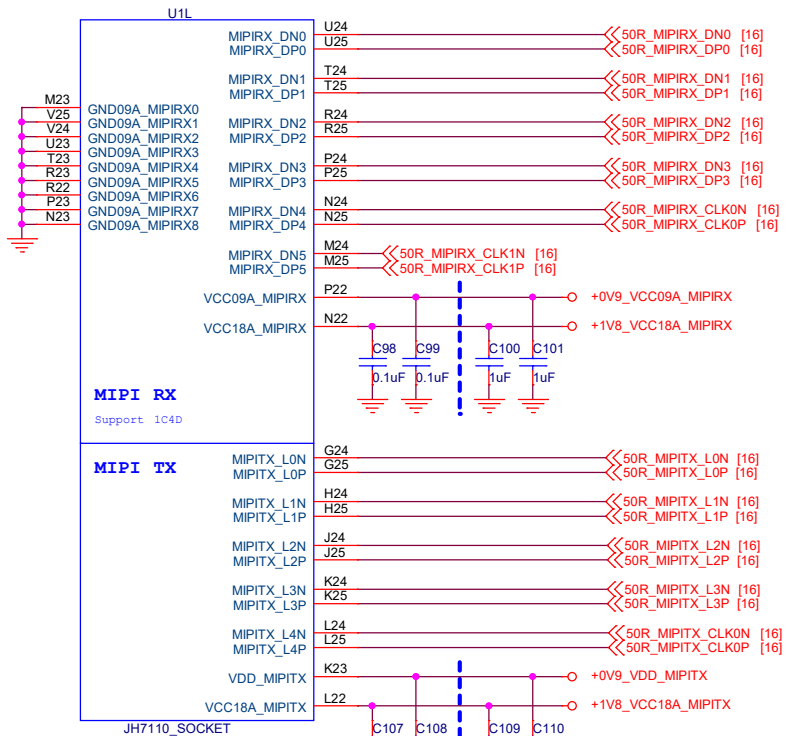 U1L
MIPIRX_DN0 U24 50R_MIPIRX_DN0 [16]
MIPIRX_DP0 U25 50R_MIPIRX_DP0 [16]
MIPIRX_DN1 T24 50R_MIPIRX_DN1 [16]
MIPIRX_DP1 T25 50R_MIPIRX_DP1 [16]
M23 GND09A_MIPIRX0
V25 GND09A_MIPIRX1
V24 GND09A_MIPIRX2 MIPIRX_DN2 R24 50R_MIPIRX_DN2 [16]
U23 GND09A_MIPIRX3 MIPIRX_DP2 R25 50R_MIPIRX_DP2 [16]
T23 GND09A_MIPIRX4
R23 GND09A_MIPIRX5 MIPIRX_DN3 P24 50R_MIPIRX_DN3 [16]
R22 GND09A_MIPIRX6 MIPIRX_DP3 P25 50R_MIPIRX_DP3 [16]
P23 GND09A_MIPIRX7 MIPIRX_DN4 N24 50R_MIPIRX_CLK0N [16]
N23 GND09A_MIPIRX8 MIPIRX_DP4 N25 50R_MIPIRX_CLK0P [16]
MIPIRX_DN5 M24 50R_MIPIRX_CLK1N [16]
MIPIRX_DP5 M25 50R_MIPIRX_CLK1P [16]
VCC09A_MIPIRX P22 +0V9_VCC09A_MIPIRX
VCC18A_MIPIRX N22 +1V8_VCC18A_MIPIRX
C98 C99 C100 C101
0.1uF 0.1uF 1uF 1uF
MIPI RX
Support 1C4D
MIPI TX
MIPITX_L0N G24 50R_MIPITX_L0N [16]
MIPITX_L0P G25 50R_MIPITX_L0P [16]
MIPITX_L1N H24 50R_MIPITX_L1N [16]
MIPITX_L1P H25 50R_MIPITX_L1P [16]
MIPITX_L2N J24 50R_MIPITX_L2N [16]
MIPITX_L2P J25 50R_MIPITX_L2P [16]
MIPITX_L3N K24 50R_MIPITX_L3N [16]
MIPITX_L3P K25 50R_MIPITX_L3P [16]
MIPITX_L4N L24 50R_MIPITX_CLK0N [16]
MIPITX_L4P L25 50R_MIPITX_CLK0P [16]
VDD_MIPITX K23 +0V9_VDD_MIPITX
VCC18A_MIPITX L22 +1V8_VCC18A_MIPITX
JH7110_SOCKET C107 C108 C109 C110